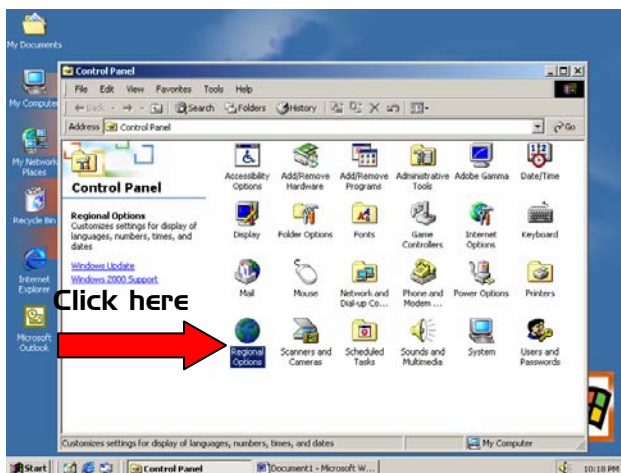 My Documents
Control Panel
File Edit View Favorites Tools Help
My Computer
Back Search Folders History
Address Control Panel Go
My Network
Places
Control Panel
Regional Options
Customizes settings for display of
languages, numbers, times, and
dates
Windows Update
Windows 2000 Support
Accessibility
Options
Add/Remove
Hardware
Add/Remove
Programs
Administrative
Tools
Adobe Gamma
Date/Time
Recycle Bin
Display
Folder Options
Fonts
Game
Controllers
Internet
Options
Keyboard
Internet
Explorer
Mail
Mouse
Network and
Dial-up Co...
Phone and
Modem ...
Power Options
Printers
Click here
Microsoft
Outlook
Regional
Options
Scanners and
Cameras
Scheduled
Tasks
Sounds and
Multimedia
System
Users and
Passwords
Customizes settings for display of languages, numbers, times, and dates
My Computer
Start Control Panel Document1 - Microsoft W... 10:18 PM